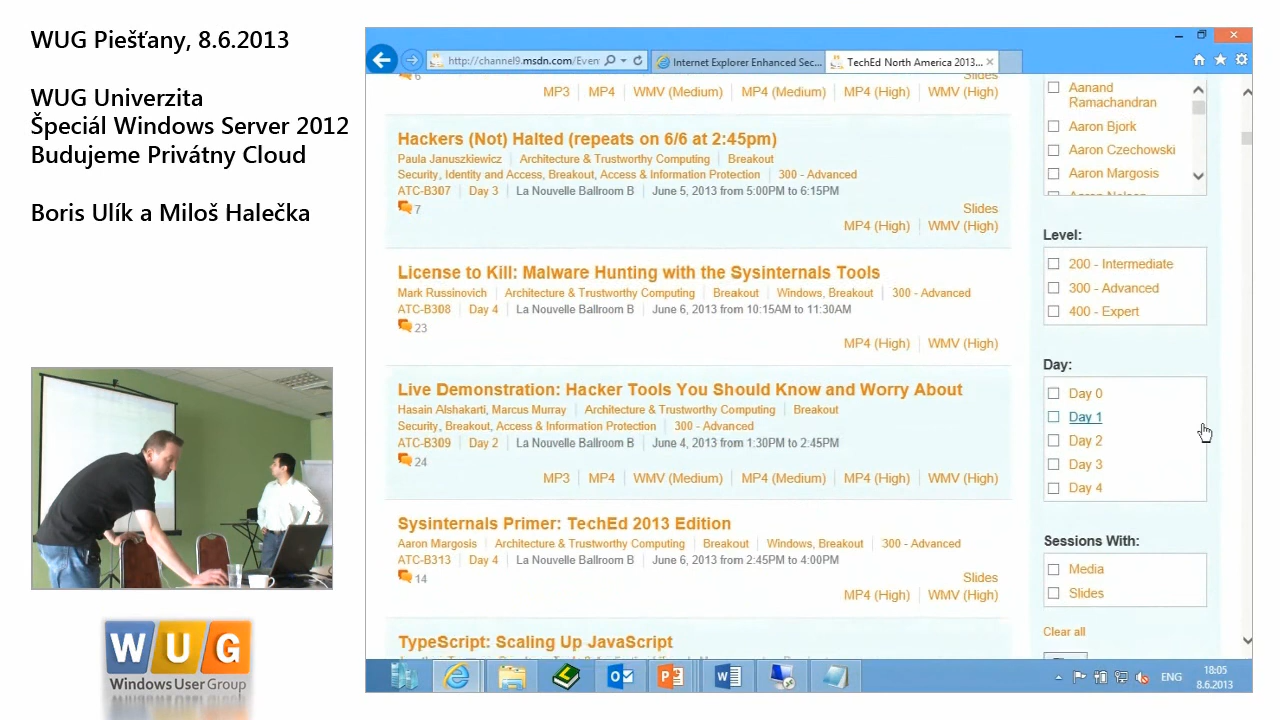 WUG Piešťany, 8.6.2013
WUG Univerzita
Špeciál Windows Server 2012
Budujeme Privátny Cloud
Boris Ulík a Miloš Halečka
WUG
Windows User Group
http://channel9.msdn.com/Even
Internet Explorer Enhanced Sec...
TechEd North America 2013...
6
Slides
MP3 MP4 WMV (Medium) MP4 (Medium) MP4 (High) WMV (High)
Hackers (Not) Halted (repeats on 6/6 at 2:45pm)
Paula Januszkiewicz Architecture & Trustworthy Computing Breakout
Security, Identity and Access, Breakout, Access & Information Protection 300 - Advanced
ATC-B307 Day 3 La Nouvelle Ballroom B June 5, 2013 from 5:00PM to 6:15PM
7
Slides
MP4 (High) WMV (High)
License to Kill: Malware Hunting with the Sysinternals Tools
Mark Russinovich Architecture & Trustworthy Computing Breakout Windows, Breakout 300 - Advanced
ATC-B308 Day 4 La Nouvelle Ballroom B June 6, 2013 from 10:15AM to 11:30AM
23
MP4 (High) WMV (High)
Live Demonstration: Hacker Tools You Should Know and Worry About
Hasain Alshakarti, Marcus Murray Architecture & Trustworthy Computing Breakout
Security, Breakout, Access & Information Protection 300 - Advanced
ATC-B309 Day 2 La Nouvelle Ballroom B June 4, 2013 from 1:30PM to 2:45PM
24
MP3 MP4 WMV (Medium) MP4 (Medium) MP4 (High) WMV (High)
Sysinternals Primer: TechEd 2013 Edition
Aaron Margosis Architecture & Trustworthy Computing Breakout Windows, Breakout 300 - Advanced
ATC-B313 Day 4 La Nouvelle Ballroom B June 6, 2013 from 2:45PM to 4:00PM
14
Slides
MP4 (High) WMV (High)
TypeScript: Scaling Up JavaScript
Aanand
Ramachandran
Aaron Bjork
Aaron Czechowski
Aaron Margosis
Level:
200 - Intermediate
300 - Advanced
400 - Expert
Day:
Day 0
Day 1
Day 2
Day 3
Day 4
Sessions With:
Media
Slides
Clear all
ENG
18:05
8.6.2013